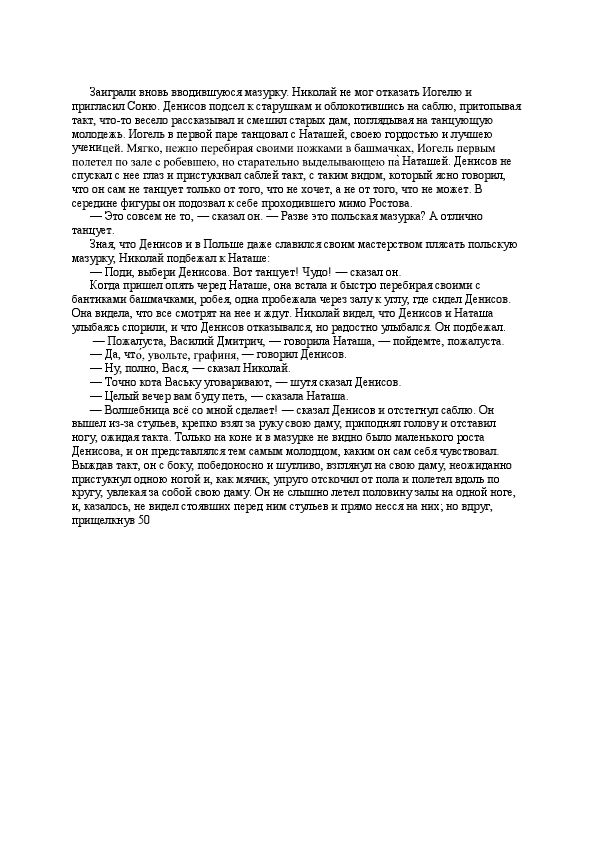 Заиграли вновь вводившуюся мазурку. Николай не мог отказать Иогелю и
пригласил Соню. Денисов подсел к старушкам и облокотившись на саблю, притопывая
такт, что-то весело рассказывал и смешил старых дам, поглядывая на танцующую
молодежь. Иогель в первой паре танцовал с Наташей, своею гордостью и лучшею
ученицей. Мягко, нежно перебирая своими ножками в башмачках, Иогель первым
полетел по зале с робевшею, но старательно выделывающею па́ Наташей. Денисов не
спускал с нее глаз и пристукивал саблей такт, с таким видом, который ясно говорил,
что он сам не танцует только от того, что не хочет, а не от того, что не может. В
середине фигуры он подозвал к себе проходившего мимо Ростова.
— Это совсем не то, — сказал он. — Разве это польская мазурка? А отлично
танцует.
Зная, что Денисов и в Польше даже славился своим мастерством плясать польскую
мазурку, Николай подбежал к Наташе:
— Поди, выбери Денисова. Вот танцует! Чудо! — сказал он.
Когда пришел опять черед Наташе, она встала и быстро перебирая своими с
бантиками башмачками, робея, одна пробежала через залу к углу, где сидел Денисов.
Она видела, что все смотрят на нее и ждут. Николай видел, что Денисов и Наташа
улыбаясь спорили, и что Денисов отказывался, но радостно улыбался. Он подбежал.
— Пожалуста, Василий Дмитрич, — говорила Наташа, — пойдемте, пожалуста.
— Да, что́, увольте, графиня, — говорил Денисов.
— Ну, полно, Вася, — сказал Николай.
— Точно кота Ваську уговаривают, — шутя сказал Денисов.
— Целый вечер вам буду петь, — сказала Наташа.
— Волшебница всё со мной сделает! — сказал Денисов и отстегнул саблю. Он
вышел из-за стульев, крепко взял за руку свою даму, приподнял голову и отставил
ногу, ожидая такта. Только на коне и в мазурке не видно было маленького роста
Денисова, и он представлялся тем самым молодцом, каким он сам себя чувствовал.
Выждав такт, он с боку, победоносно и шутливо, взглянул на свою даму, неожиданно
пристукнул одною ногой и, как мячик, упруго отскочил от пола и полетел вдоль по
кругу, увлекая за собой свою даму. Он не слышно летел половину залы на одной ноге,
и, казалось, не видел стоявших перед ним стульев и прямо несся на них; но вдруг,
прищелкнув 50